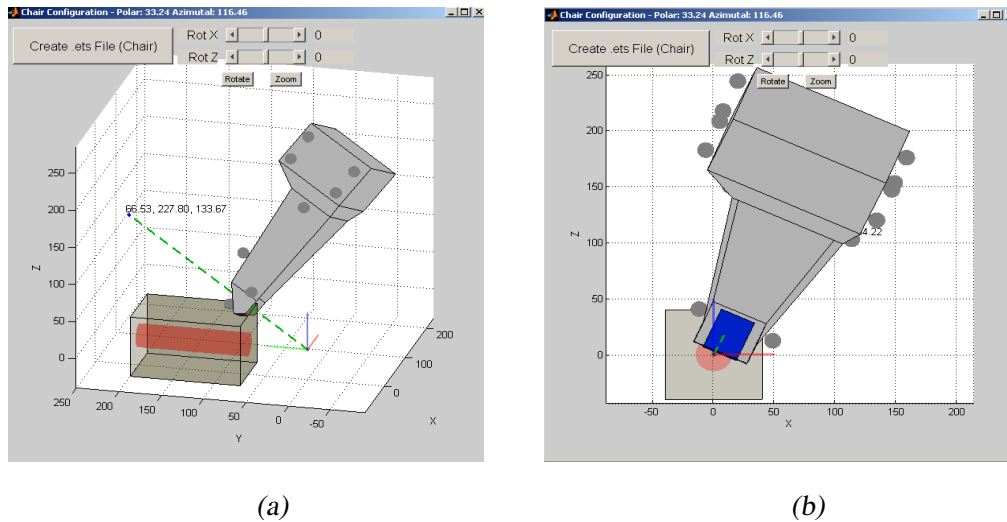 Chair Configuration - Polar: 33.24 Azimutal: 116.46
Create .ets File (Chair)
Rot X 0
Rot Z 0
Rotate Zoom
X
250
200
150
100
50
0
Z
66.53, 227.80, 133.67
200
100
0
X
250 200 150 100 50 0 -50
Y
(a)
Chair Configuration - Polar: 33.24 Azimutal: 116.46
Create .ets File (Chair)
Rot X 0
Rot Z 0
Rotate Zoom
250
200
150
100
50
0
Z
4.22
-50 0 50 100 150 200
X
(b)